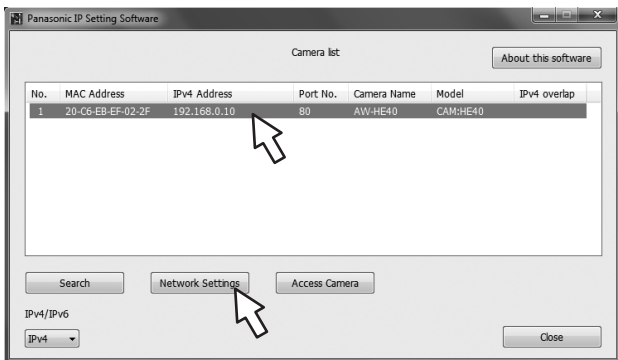 Panasonic IP Setting Software
Camera list
About this software
No. MAC Address IPv4 Address Port No. Camera Name Model IPv4 overlap
1 20-C6-EB-EF-02-2F 192.168.0.10 80 AW-HE40 CAM:HE40
Search Network Settings Access Camera
IPv4/IPv6
IPv4 Close